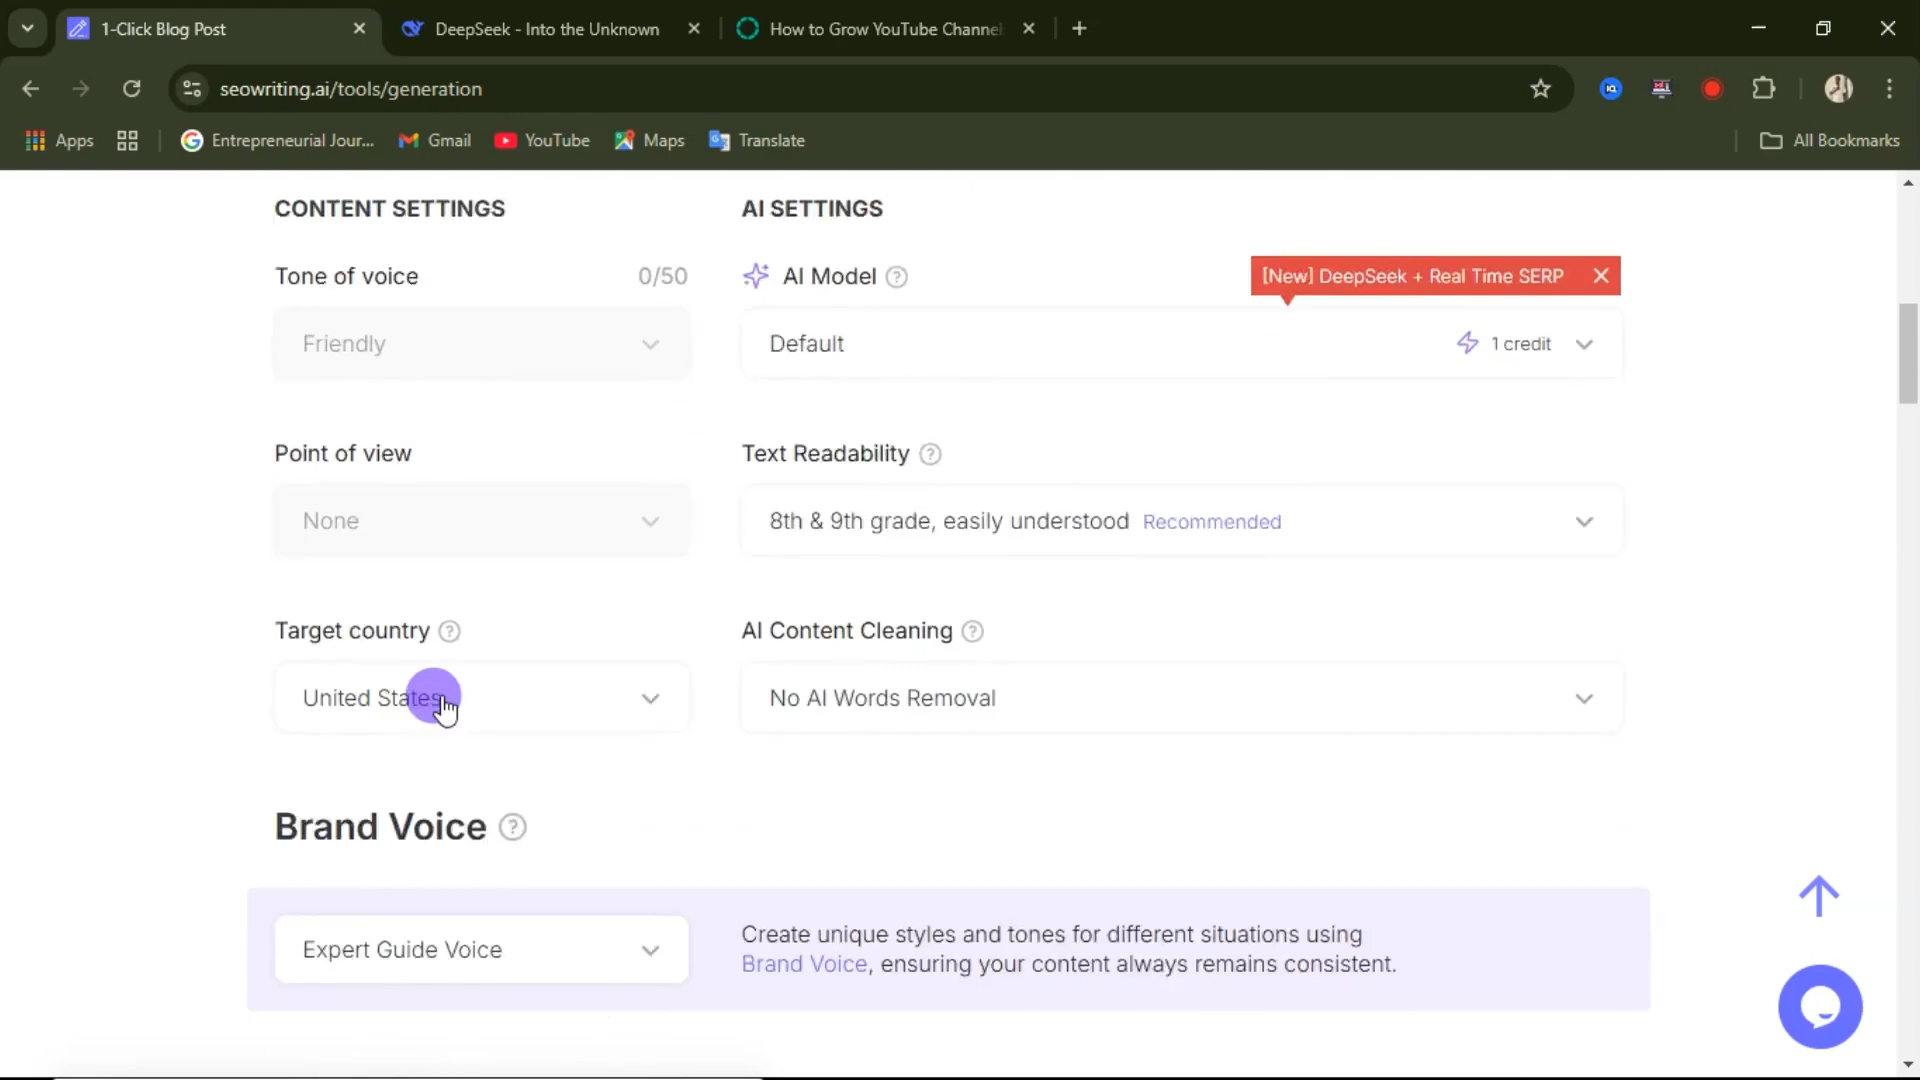 1-Click Blog Post
DeepSeek - Into the Unknown
How to Grow YouTube Channel
seowriting.ai/tools/generation
Apps
Entrepreneurial Jour...
Gmail
YouTube
Maps
Translate
All Bookmarks
CONTENT SETTINGS
AI SETTINGS
Tone of voice
0/50
AI Model
[New] DeepSeek + Real Time SERP
Friendly
Default
1 credit
Point of view
Text Readability
None
8th & 9th grade, easily understood Recommended
Target country
AI Content Cleaning
United States
No AI Words Removal
Brand Voice
Expert Guide Voice
Create unique styles and tones for different situations using
Brand Voice, ensuring your content always remains consistent.